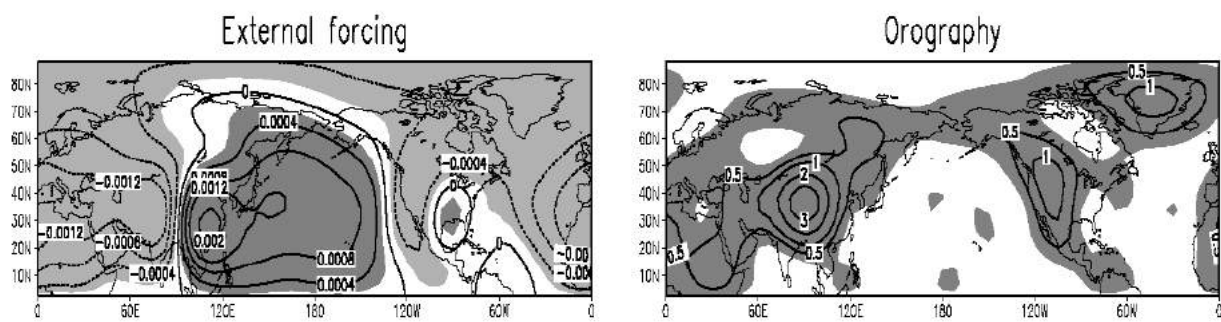 External forcing
Orography
80N
70N
60N
50N
40N
30N
20N
10N
0
0.0004
0.0012
-0.0012
-0.0012
-0.0004
0.002
0.0008
0.0004
-0.0004
0
0
60E
120E
180
120W
60W
0
80N
70N
60N
50N
40N
30N
20N
10N
0.5
1
0.5
1
1
2
3
0.5
0.5
0.5
0
60E
120E
180
120W
60W
0